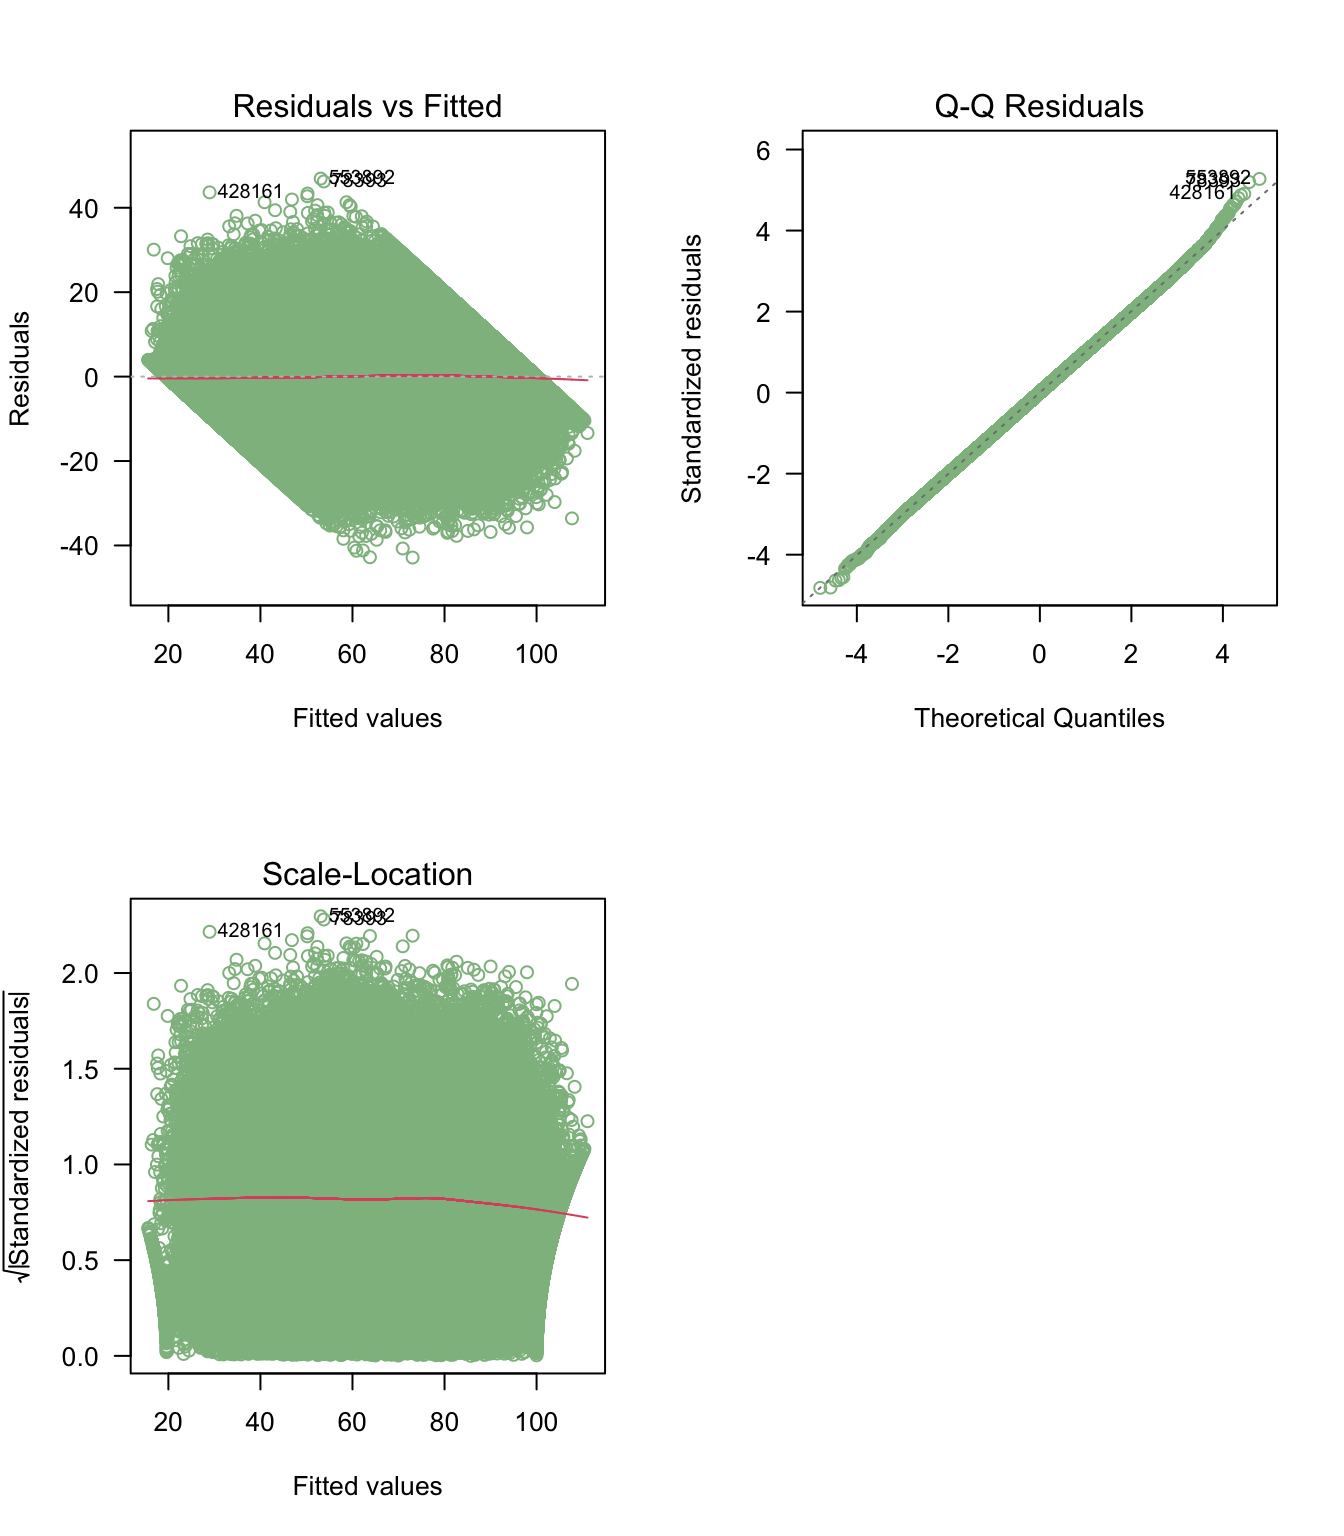 Residuals vs Fitted
Residuals
40
20
0
-20
-40
428161
553892
78393
20 40 60 80 100
Fitted values
Q-Q Residuals
Standardized residuals
6
4
2
0
-2
-4
553892
78393
428161
-4 -2 0 2 4
Theoretical Quantiles
Scale-Location
√|Standardized residuals|
2.0
1.5
1.0
0.5
0.0
428161
553892
78393
20 40 60 80 100
Fitted values